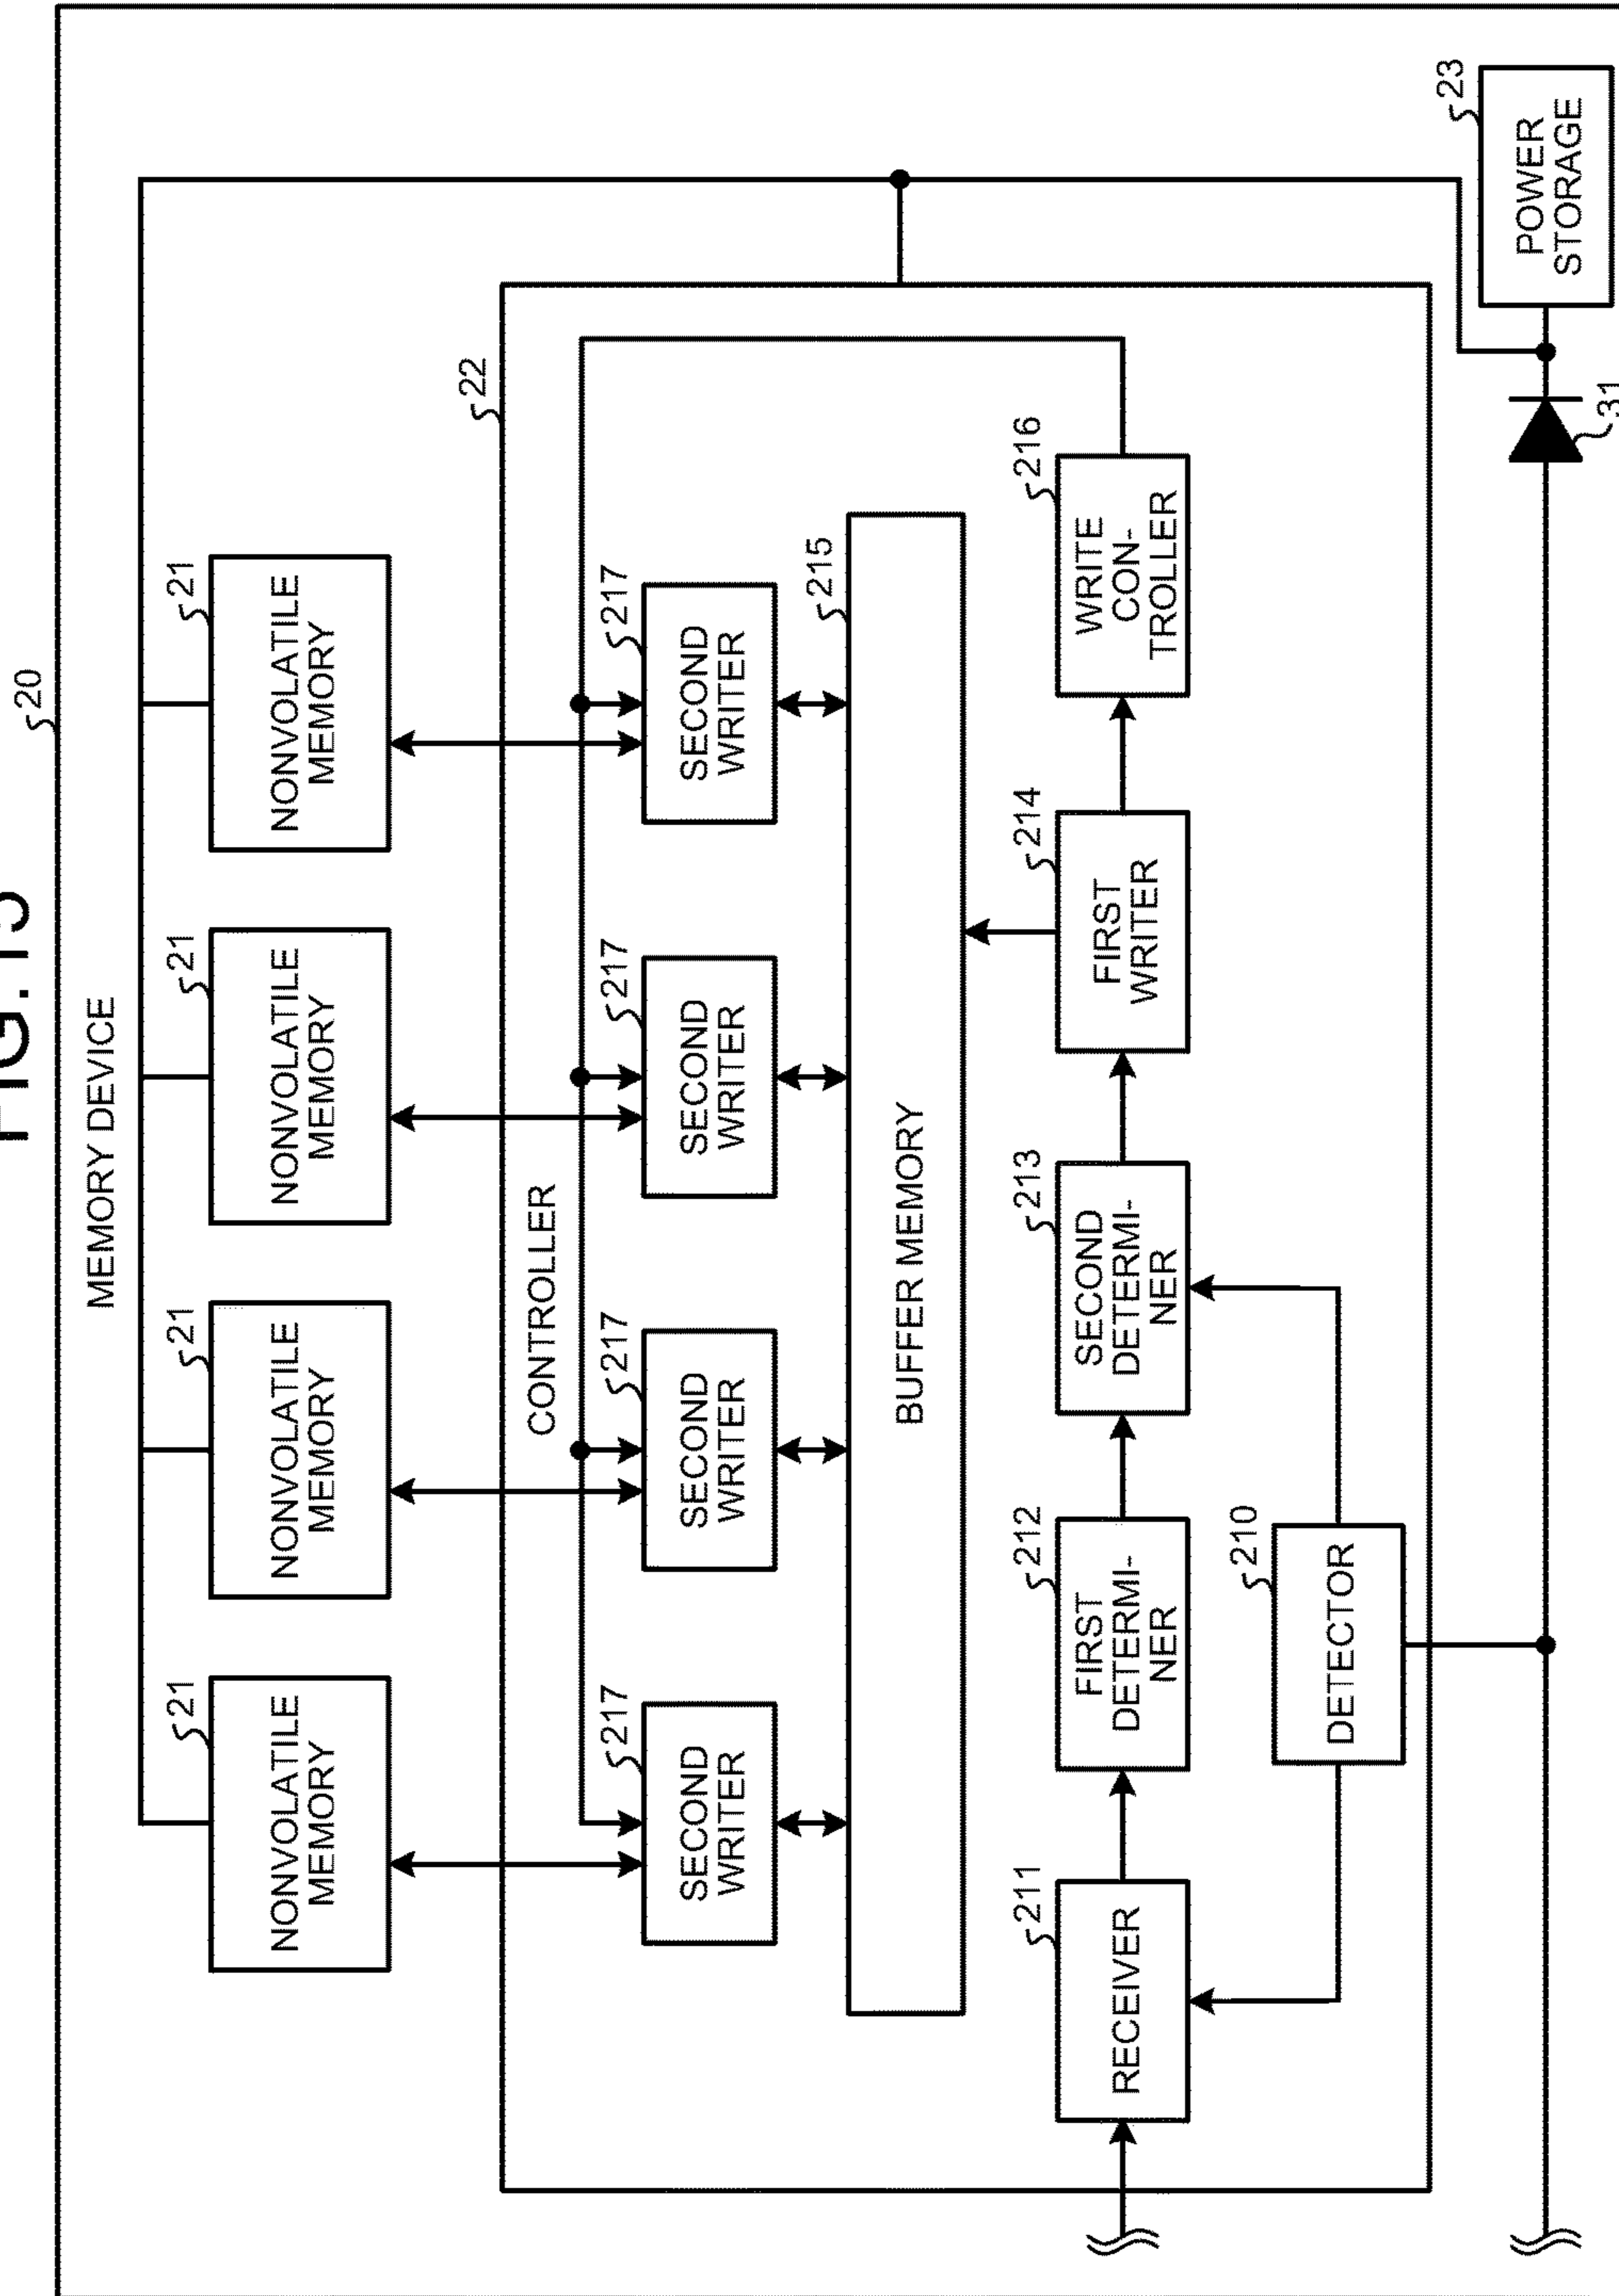 20
MEMORY DEVICE
21
21
21
21
NONVOLATILE
MEMORY
NONVOLATILE
MEMORY
NONVOLATILE
MEMORY
NONVOLATILE
MEMORY
22
CONTROLLER
217
217
217
217
SECOND
WRITER
SECOND
WRITER
SECOND
WRITER
SECOND
WRITER
215
BUFFER MEMORY
211
212
213
214
216
RECEIVER
FIRST
DETERMI-
NER
SECOND
DETERMI-
NER
FIRST
WRITER
WRITE
CON-
TROLLER
210
DETECTOR
23
POWER
STORAGE
31